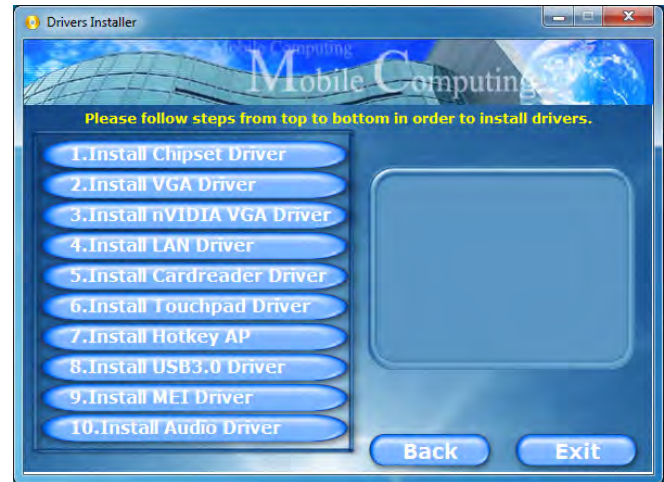 Drivers Installer
Mobile Computing
Mobile Computing
Please follow steps from top to bottom in order to install drivers.
1.Install Chipset Driver
2.Install VGA Driver
3.Install nVIDIA VGA Driver
4.Install LAN Driver
5.Install Cardreader Driver
6.Install Touchpad Driver
7.Install Hotkey AP
8.Install USB3.0 Driver
9.Install MEI Driver
10.Install Audio Driver
Back Exit